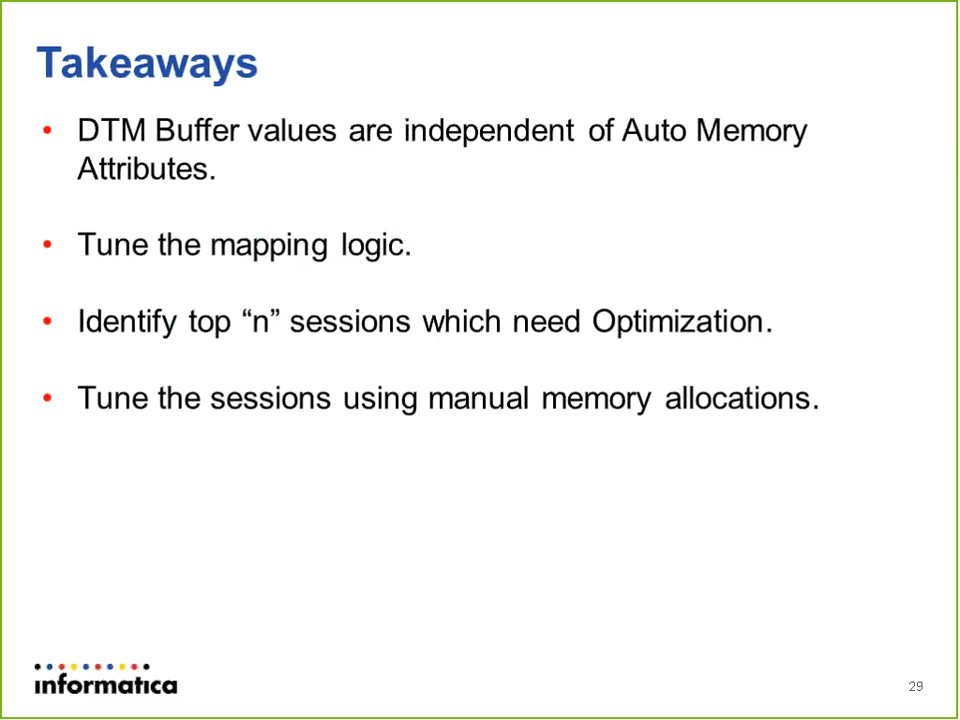 Takeaways
• DTM Buffer values are independent of Auto Memory
Attributes.
• Tune the mapping logic.
• Identify top “n” sessions which need Optimization.
• Tune the sessions using manual memory allocations.
informatica
29